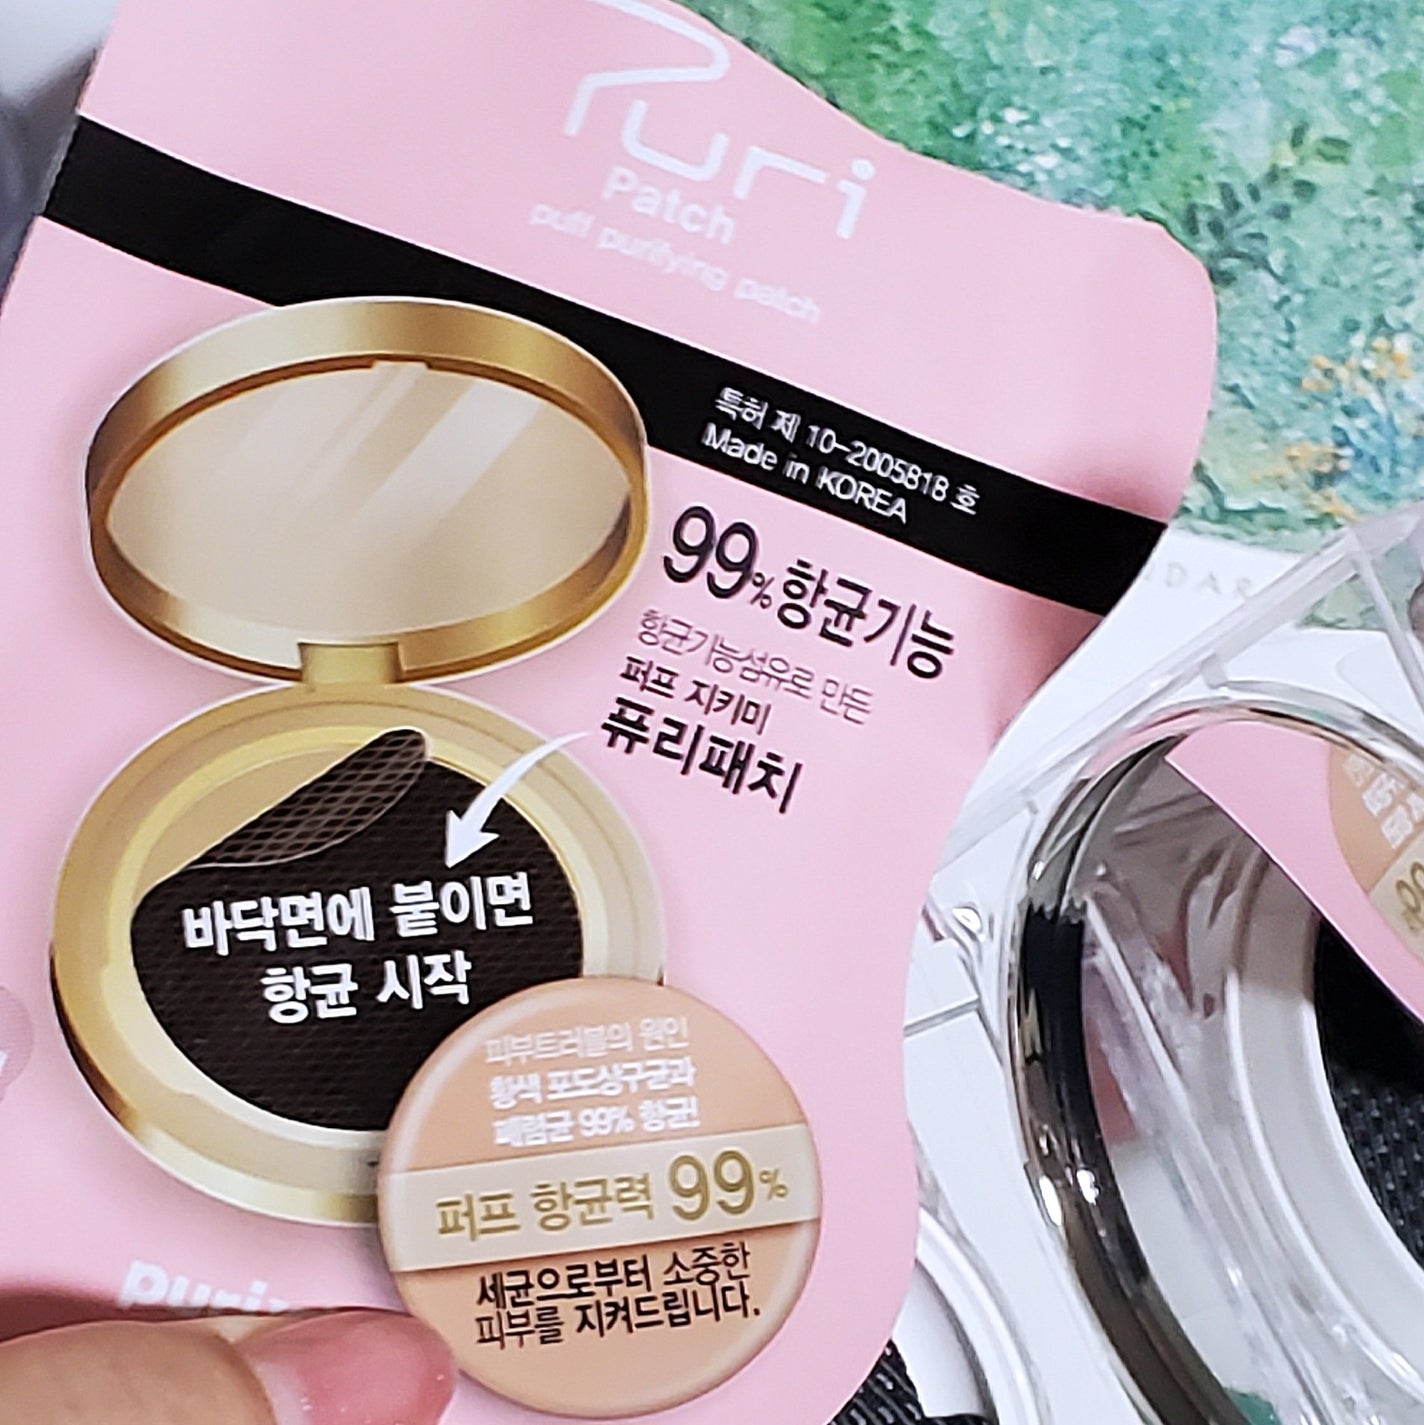 Puri
Patch
puff purifying patch
특허 제 10-2005818 호
Made in KOREA
99% 항균기능
항균기능섬유로 만든
퍼프 지키미
퓨리패치
바닥면에 붙이면
항균 시작
피부트러블의 원인
황색 포도상구균과
폐렴균 99% 항균!
퍼프 항균력 99%
세균으로부터 소중한
피부를 지켜드립니다.